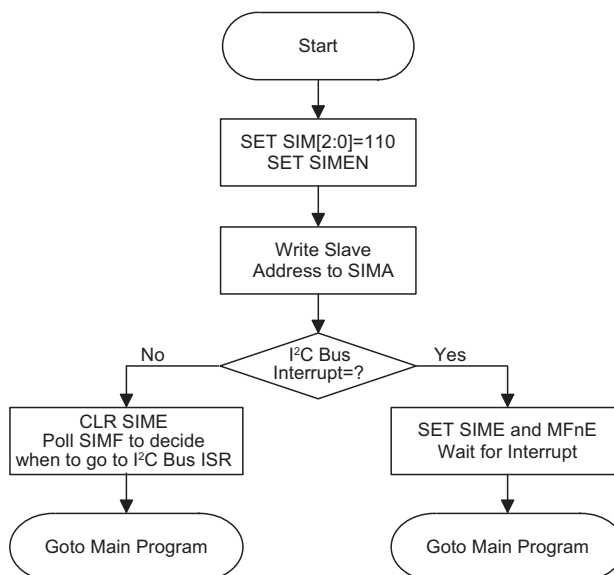 Start
SET SIM[2:0]=110
SET SIMEN
Write Slave
Address to SIMA
I²C Bus
Interrupt=?
No
Yes
CLR SIME
Poll SIMF to decide
when to go to I²C Bus ISR
SET SIME and MFnE
Wait for Interrupt
Goto Main Program
Goto Main Program